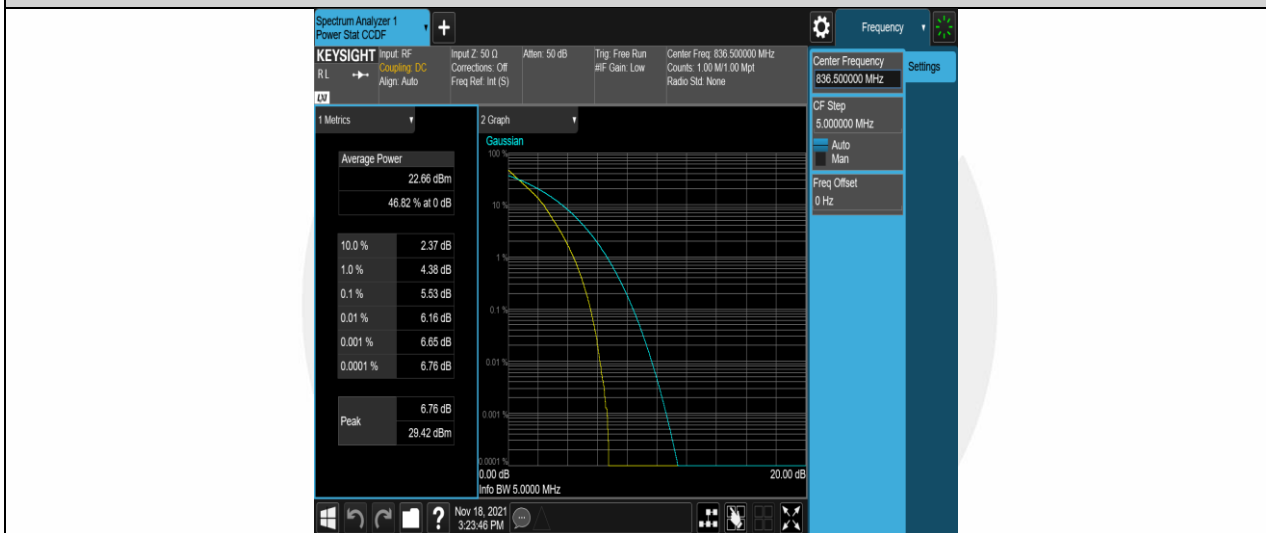 Spectrum Analyzer 1
Power Stat CCDF
Frequency
KEYSIGHT
RL
LXI
Input: RF
Coupling: DC
Align: Auto
Input Z: 50 Ω
Corrections: Off
Freq Ref: Int (S)
Atten: 50 dB
Trig: Free Run
#IF Gain: Low
Center Freq: 836.500000 MHz
Counts: 1.00 M/1.00 Mpt
Radio Std: None
Center Frequency
836.500000 MHz
Settings
CF Step
5.000000 MHz
Auto
Man
Freq Offset
0 Hz
1 Metrics
Average Power
22.66 dBm
46.82 % at 0 dB
10.0 % 2.37 dB
1.0 % 4.38 dB
0.1 % 5.53 dB
0.01 % 6.16 dB
0.001 % 6.65 dB
0.0001 % 6.76 dB
Peak
6.76 dB
29.42 dBm
2 Graph
Gaussian
100 %
10 %
1 %
0.1 %
0.01 %
0.001 %
0.0001 %
0.00 dB 20.00 dB
Info BW 5.0000 MHz
?
Nov 18, 2021
3:23:46 PM